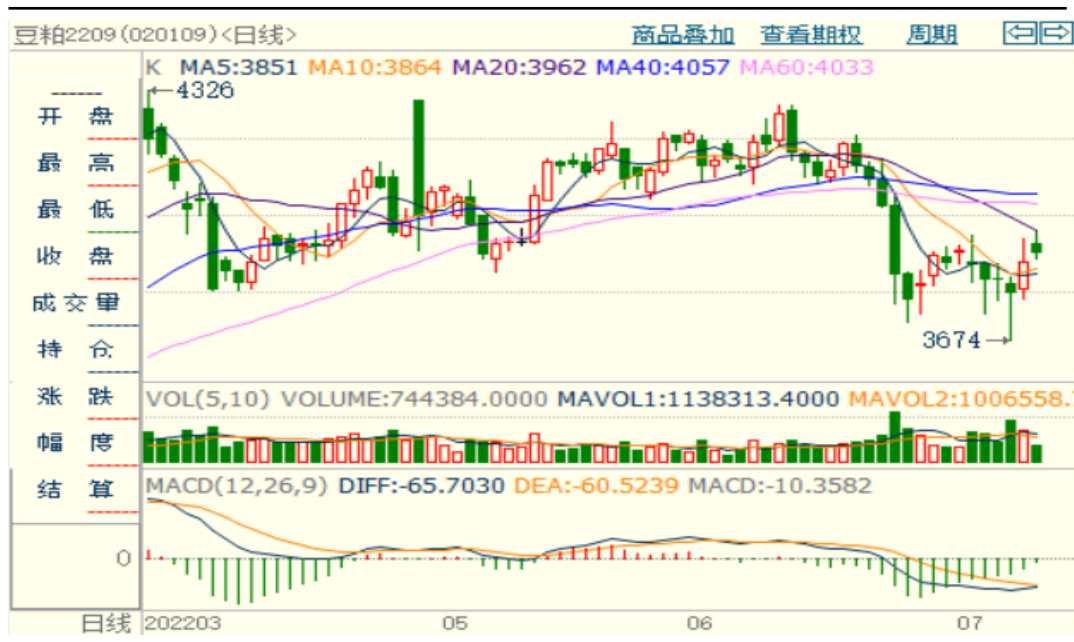 豆粕2209(020109)<日线> 商品叠加 查看期权 周期
K MA5:3851 MA10:3864 MA20:3962 MA40:4057 MA60:4033
4326
开 盘
最 高
最 低
收 盘
成交量
持 仓
涨 跌
幅 度
结 算
3674
VOL(5,10) VOLUME:744384.0000 MAVOL1:1138313.4000 MAVOL2:1006558.
MACD(12,26,9) DIFF:-65.7030 DEA:-60.5239 MACD:-10.3582
0
日线 202203 05 06 07